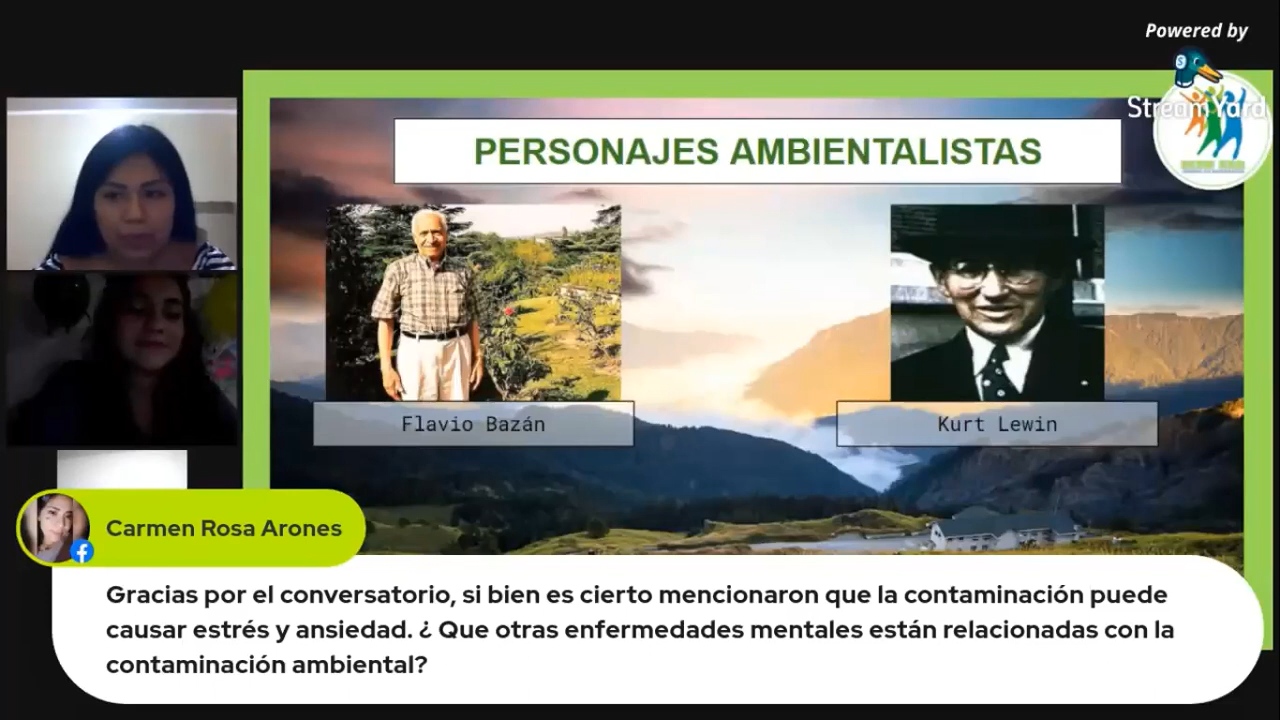 Powered by
StreamYard
PERSONAJES AMBIENTALISTAS
Flavio Bazán
Kurt Lewin
Carmen Rosa Arones
Gracias por el conversatorio, si bien es cierto mencionaron que la contaminación puede
causar estrés y ansiedad. ¿ Que otras enfermedades mentales están relacionadas con la
contaminación ambiental?